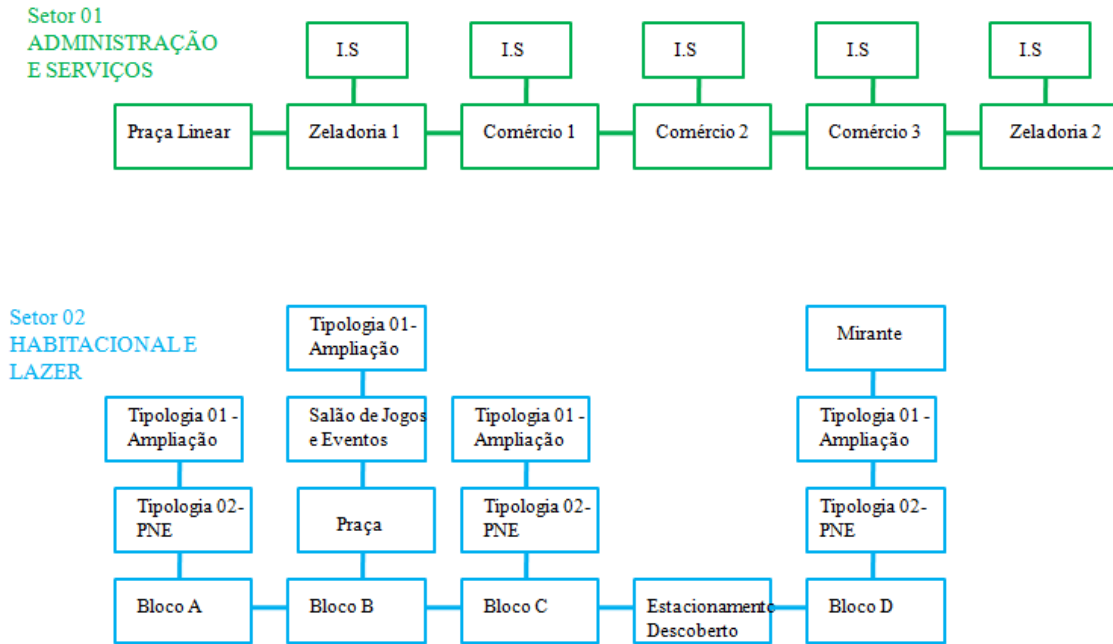 Setor 01
ADMINISTRAÇÃO
E SERVIÇOS
I.S
I.S
I.S
I.S
I.S
Praça Linear
Zeladoria 1
Comércio 1
Comércio 2
Comércio 3
Zeladoria 2
Setor 02
HABITACIONAL E
LAZER
Tipologia 01-
Ampliação
Mirante
Tipologia 01 -
Ampliação
Salão de Jogos
e Eventos
Tipologia 01 -
Ampliação
Tipologia 01 -
Ampliação
Tipologia 02-
PNE
Praça
Tipologia 02-
PNE
Tipologia 02-
PNE
Bloco A
Bloco B
Bloco C
Estacionamento
Descoberto
Bloco D